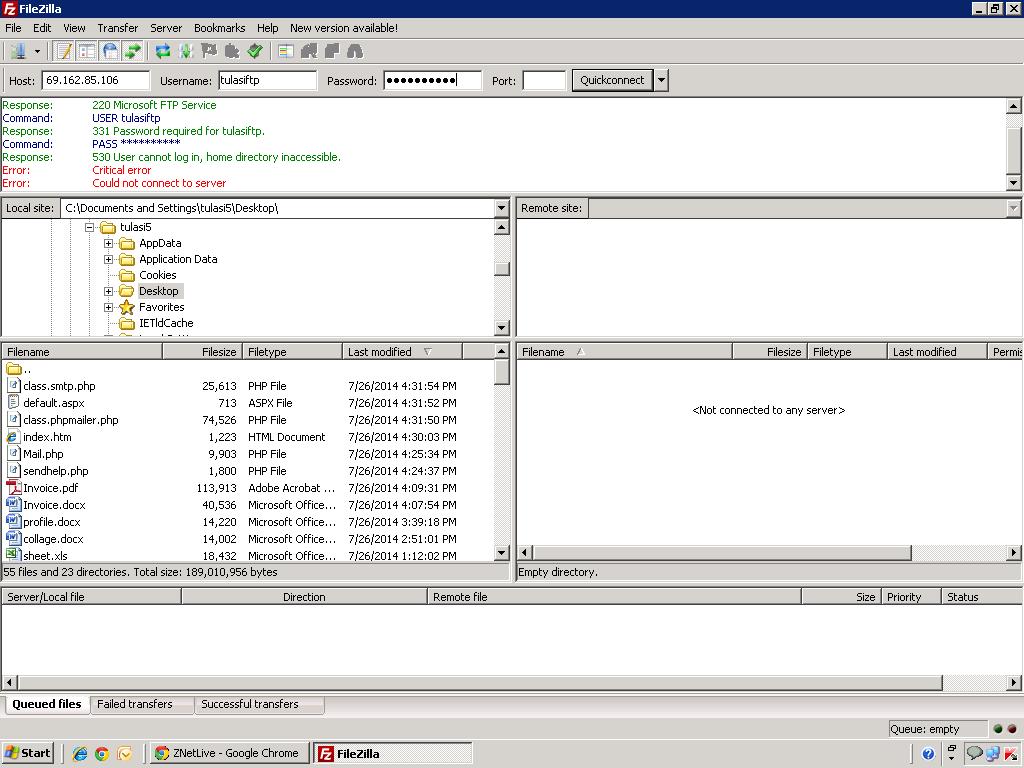 FileZilla
File Edit View Transfer Server Bookmarks Help New version available!
Host: 69.162.85.106 Username: tulasiftp Password: ●●●●●●●●●● Port: Quickconnect
Response: 220 Microsoft FTP Service
Command: USER tulasiftp
Response: 331 Password required for tulasiftp.
Command: PASS **********
Response: 530 User cannot log in, home directory inaccessible.
Error: Critical error
Error: Could not connect to server
Local site: C:\Documents and Settings\tulasi5\Desktop\ Remote site:
tulasi5
AppData
Application Data
Cookies
Desktop
Favorites
IETldCache
Filename Filesize Filetype Last modified
..
class.smtp.php 25,613 PHP File 7/26/2014 4:31:54 PM
default.aspx 713 ASPX File 7/26/2014 4:31:52 PM
class.phpmailer.php 74,526 PHP File 7/26/2014 4:31:50 PM
index.htm 1,223 HTML Document 7/26/2014 4:30:03 PM
Mail.php 9,903 PHP File 7/26/2014 4:25:34 PM
sendhelp.php 1,800 PHP File 7/26/2014 4:24:37 PM
Invoice.pdf 113,913 Adobe Acrobat ... 7/26/2014 4:09:31 PM
Invoice.docx 40,536 Microsoft Office... 7/26/2014 4:07:54 PM
profile.docx 14,220 Microsoft Office... 7/26/2014 3:39:18 PM
collage.docx 14,002 Microsoft Office... 7/26/2014 2:51:01 PM
sheet.xls 18,432 Microsoft Office... 7/26/2014 1:12:02 PM
55 files and 23 directories. Total size: 189,010,956 bytes
Filename Filesize Filetype Last modified Permis
<Not connected to any server>
Empty directory.
Server/Local file Direction Remote file Size Priority Status
Queued files Failed transfers Successful transfers
Queue: empty
Start ZNetLive - Google Chrome FileZilla